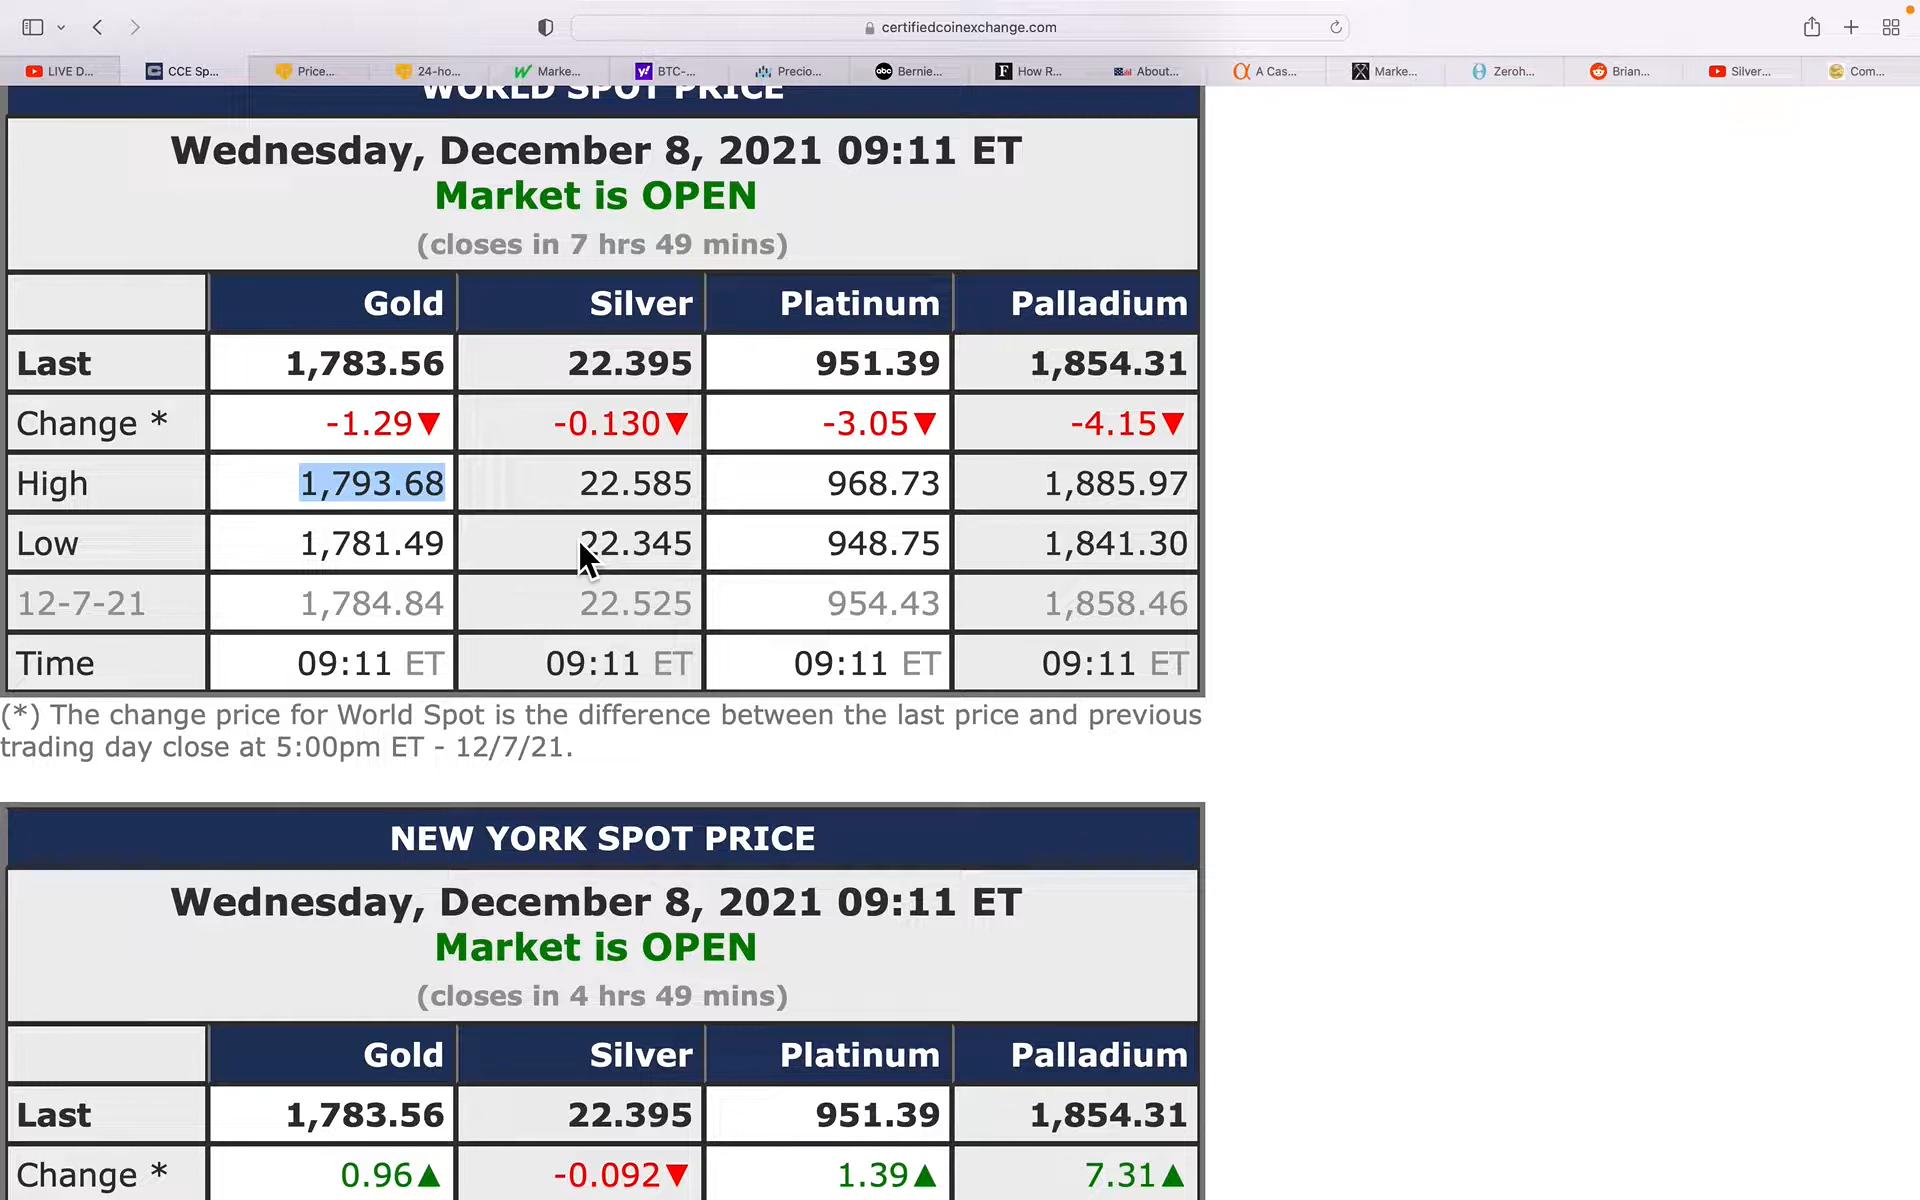 certifiedcoinexchange.com
LIVE D...
CCE Sp...
Price...
24-ho...
Marke...
BTC-...
Precio...
abc
Bernie...
How R...
About...
A Cas...
Marke...
Zeroh...
Brian...
Silver...
Com...
WORLD SPOT PRICE
Wednesday, December 8, 2021 09:11 ET
Market is OPEN
(closes in 7 hrs 49 mins)
Gold Silver Platinum Palladium
Last 1,783.56 22.395 951.39 1,854.31
Change * -1.29▼ -0.130▼ -3.05▼ -4.15▼
High 1,793.68 22.585 968.73 1,885.97
Low 1,781.49 22.345 948.75 1,841.30
12-7-21 1,784.84 22.525 954.43 1,858.46
Time 09:11 ET 09:11 ET 09:11 ET 09:11 ET
(*) The change price for World Spot is the difference between the last price and previous
trading day close at 5:00pm ET - 12/7/21.
NEW YORK SPOT PRICE
Wednesday, December 8, 2021 09:11 ET
Market is OPEN
(closes in 4 hrs 49 mins)
Gold Silver Platinum Palladium
Last 1,783.56 22.395 951.39 1,854.31
Change * 0.96▲ -0.092▼ 1.39▲ 7.31▲